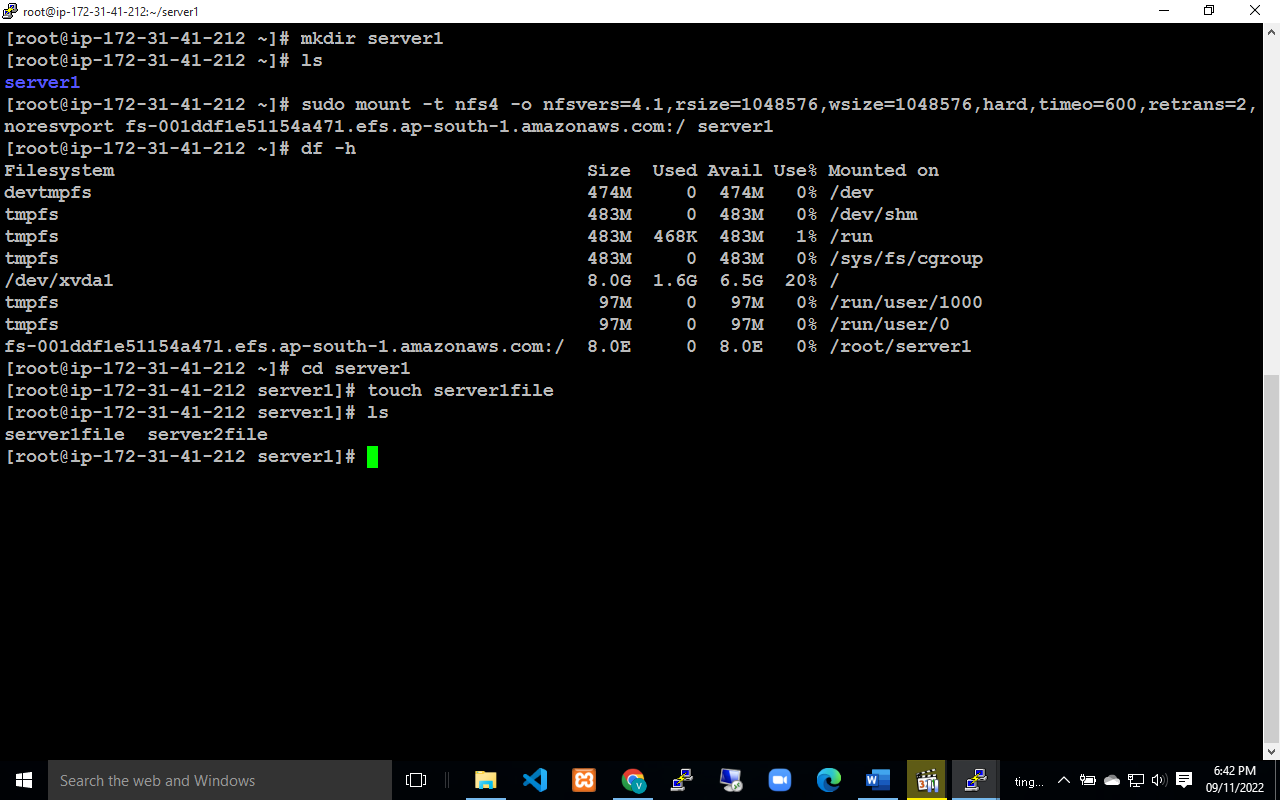 root@ip-172-31-41-212:~/server1
[root@ip-172-31-41-212 ~]# mkdir server1
[root@ip-172-31-41-212 ~]# ls
server1
[root@ip-172-31-41-212 ~]# sudo mount -t nfs4 -o nfsvers=4.1,rsize=1048576,wsize=1048576,hard,timeo=600,retrans=2,
noresvport fs-001ddf1e51154a471.efs.ap-south-1.amazonaws.com:/ server1
[root@ip-172-31-41-212 ~]# df -h
Filesystem Size Used Avail Use% Mounted on
devtmpfs 474M 0 474M 0% /dev
tmpfs 483M 0 483M 0% /dev/shm
tmpfs 483M 468K 483M 1% /run
tmpfs 483M 0 483M 0% /sys/fs/cgroup
/dev/xvda1 8.0G 1.6G 6.5G 20% /
tmpfs 97M 0 97M 0% /run/user/1000
tmpfs 97M 0 97M 0% /run/user/0
fs-001ddf1e51154a471.efs.ap-south-1.amazonaws.com:/ 8.0E 0 8.0E 0% /root/server1
[root@ip-172-31-41-212 ~]# cd server1
[root@ip-172-31-41-212 server1]# touch server1file
[root@ip-172-31-41-212 server1]# ls
server1file server2file
[root@ip-172-31-41-212 server1]#
Search the web and Windows
ting...
6:42 PM
09/11/2022